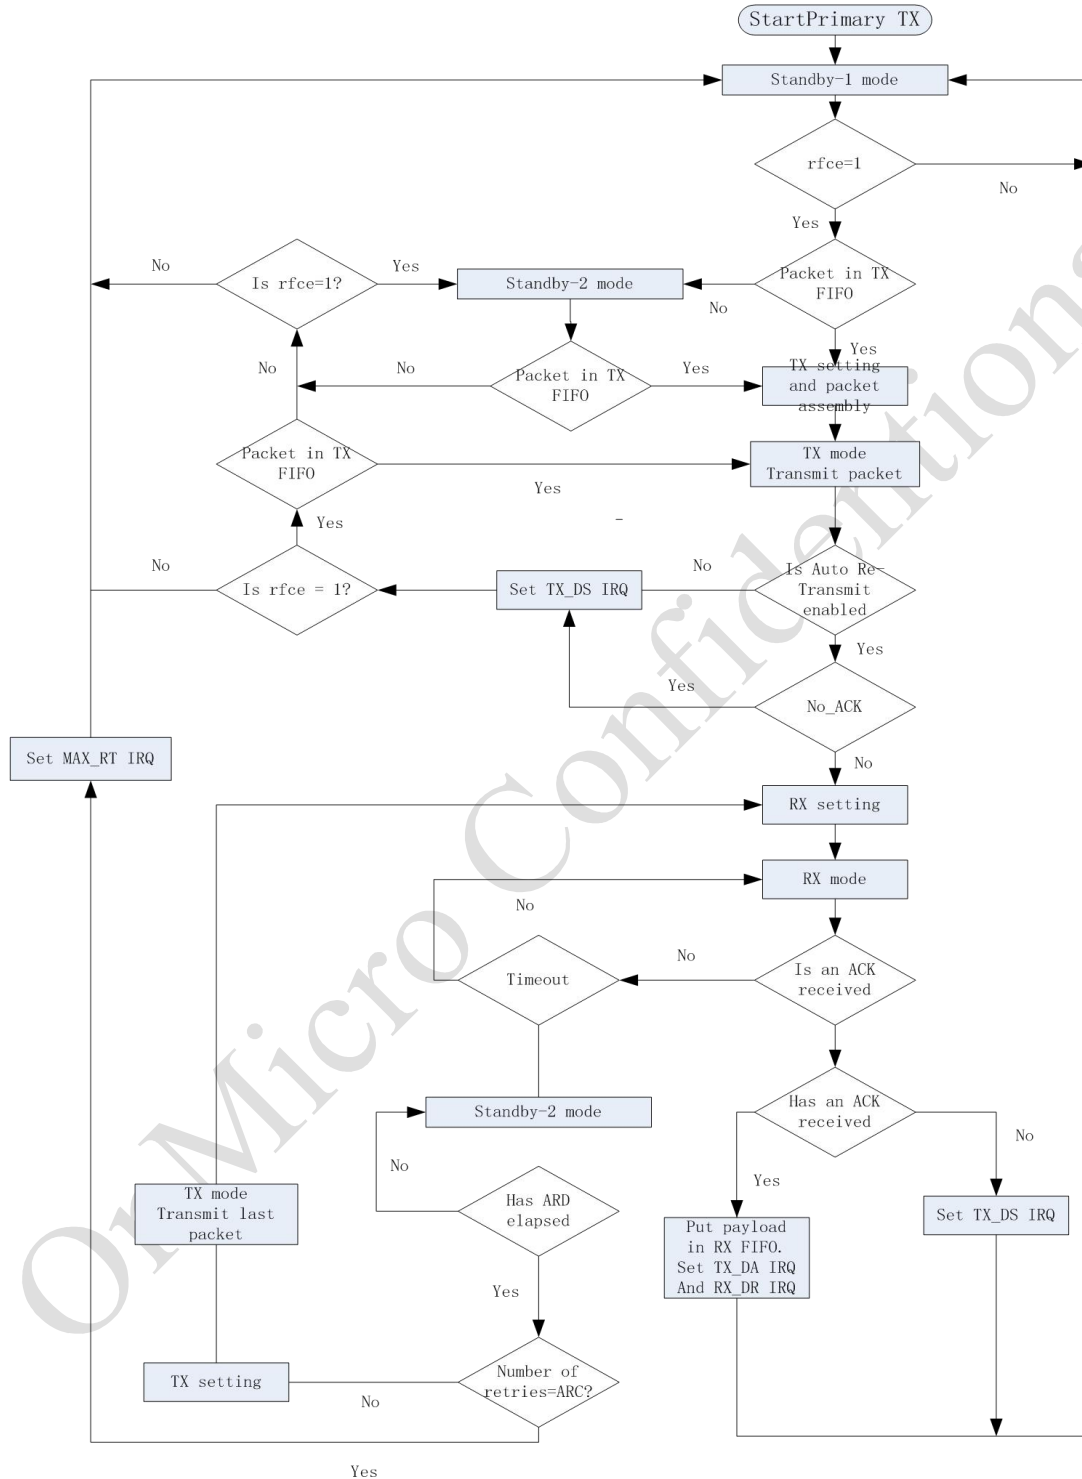 StartPrimary TX
Standby-1 mode
rfce=1
No
Yes
No
Is rfce=1?
Yes
Standby-2 mode
No
Packet in TX
FIFO
Yes
No
No
Packet in TX
FIFO
Yes
TX setting
and packet
assembly
Packet in TX
FIFO
Yes
TX mode
Transmit packet
Yes
-
No
Is rfce = 1?
Set TX_DS IRQ
No
Is Auto Re-
Transmit
enabled
Yes
Yes
No_ACK
No
Set MAX_RT IRQ
RX setting
RX mode
No
Timeout
No
Is an ACK
received
Standby-2 mode
Has an ACK
received
No
No
Yes
TX mode
Transmit last
packet
Has ARD
elapsed
Put payload
in RX FIFO.
Set TX_DA IRQ
And RX_DR IRQ
Set TX_DS IRQ
Yes
TX setting
No
Number of
retries=ARC?
Yes
OnMicro Confidential